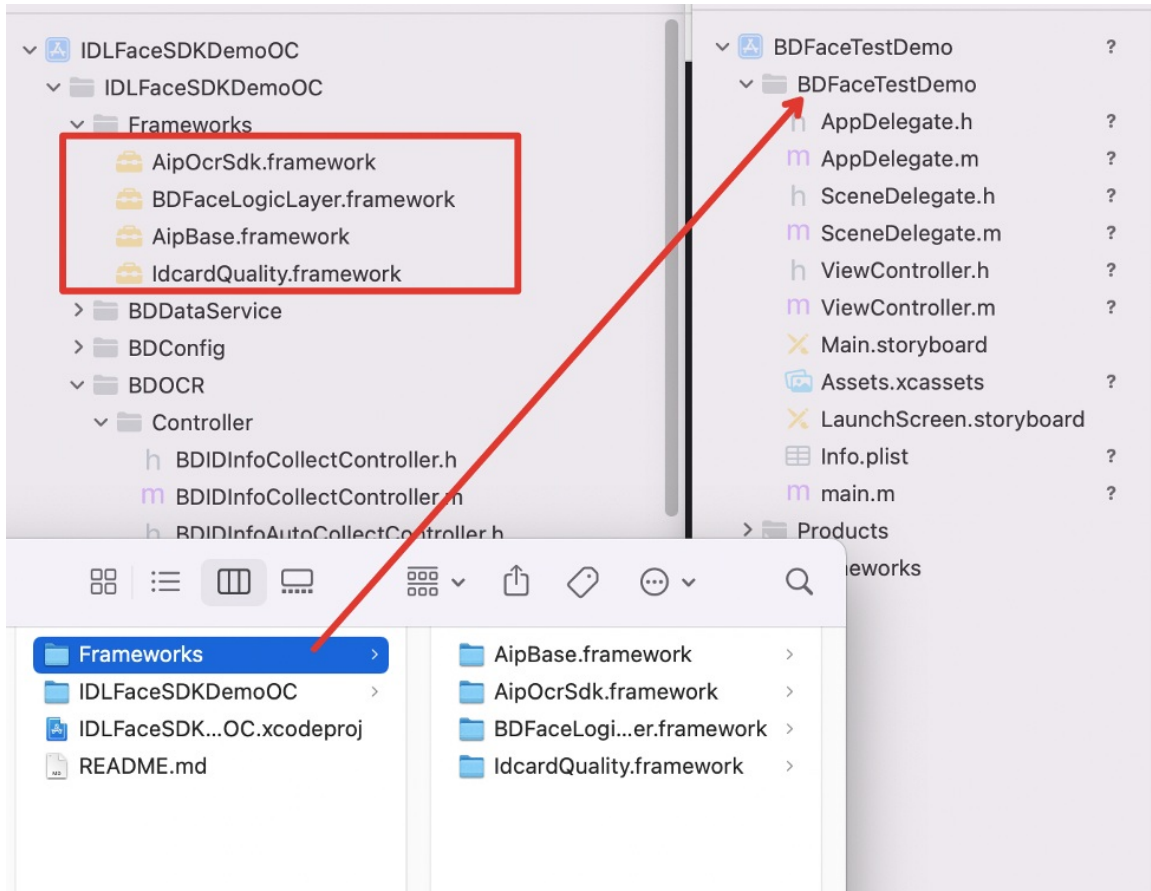 IDLFaceSDKDemoOC
IDLFaceSDKDemoOC
Frameworks
AipOcrSdk.framework
BDFaceLogicLayer.framework
AipBase.framework
IdcardQuality.framework
BDDataService
BDConfig
BDOCR
Controller
h BDIDInfoCollectController.h
m BDIDInfoCollectController.m
h BDIDInfoAutoCollectController.h
BDFaceTestDemo ?
BDFaceTestDemo
h AppDelegate.h ?
m AppDelegate.m ?
h SceneDelegate.h ?
m SceneDelegate.m ?
h ViewController.h ?
m ViewController.m ?
Main.storyboard
Assets.xcassets ?
LaunchScreen.storyboard
Info.plist ?
m main.m ?
Products
eworks
Frameworks
IDLFaceSDKDemoOC
IDLFaceSDK...OC.xcodeproj
README.md
AipBase.framework
AipOcrSdk.framework
BDFaceLogi...er.framework
IdcardQuality.framework